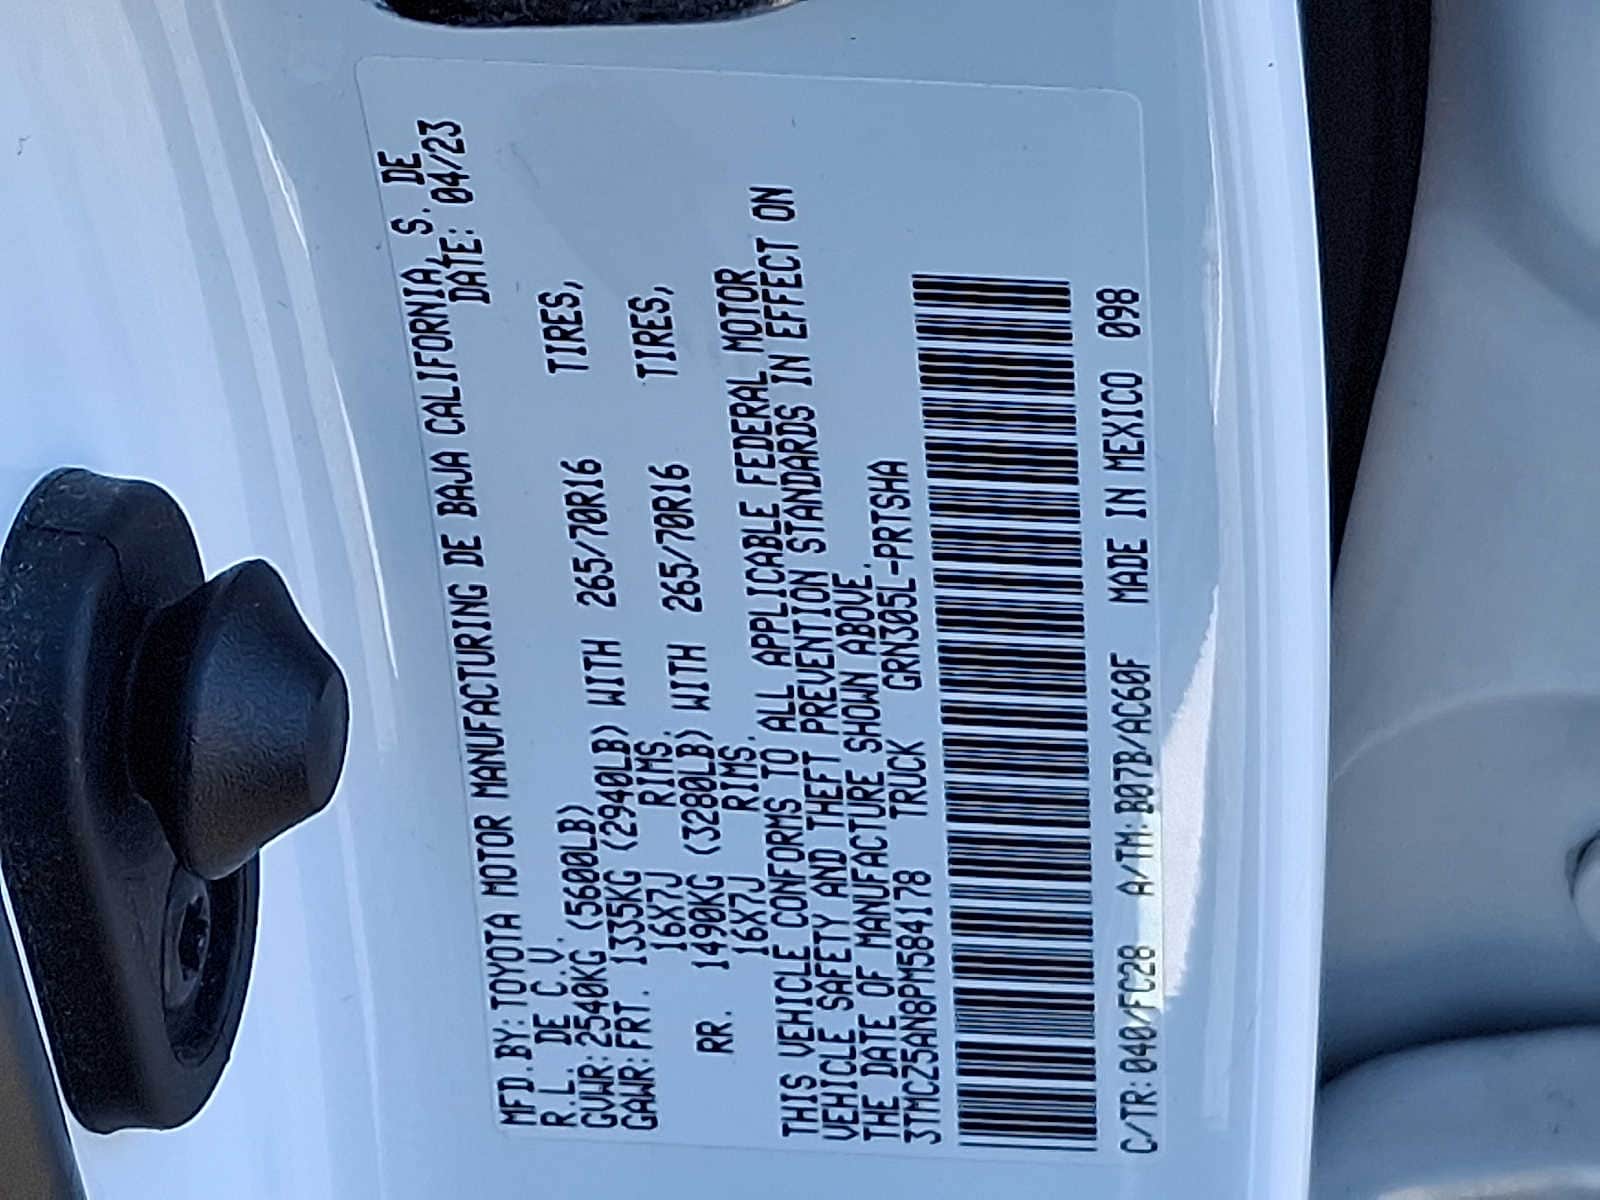 MFD.BY:TOYOTA MOTOR MANUFACTURING DE BAJA CALIFORNIA, S. DE
R.L. DE C.V. DATE: 04/23
GVWR:2540KG (5600LB)
GAWR:FRT. 1335KG (2940LB) WITH 265/70R16 TIRES,
16X7J RIMS.
RR. 1490KG (3280LB) WITH 265/70R16 TIRES,
16X7J RIMS.
THIS VEHICLE CONFORMS TO ALL APPLICABLE FEDERAL MOTOR
VEHICLE SAFETY AND THEFT PREVENTION STANDARDS IN EFFECT ON
THE DATE OF MANUFACTURE SHOWN ABOVE.
3TMCZ5AN8PM584178 TRUCK GRN305L-PRTSHA
C/TR:040/FC28 A/TM:B07B/AC60F MADE IN MEXICO 098